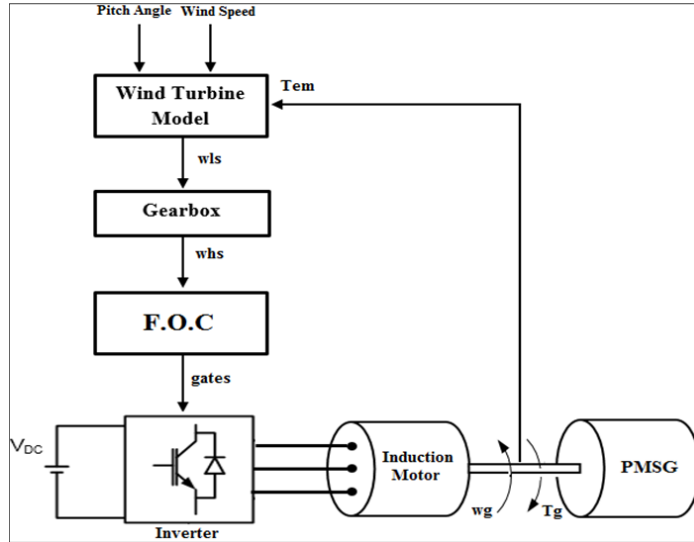 Pitch Angle Wind Speed
Wind Turbine
Model
Tem
wls
Gearbox
whs
F.O.C
gates
VDC
Inverter
Induction
Motor
wg
Tg
PMSG